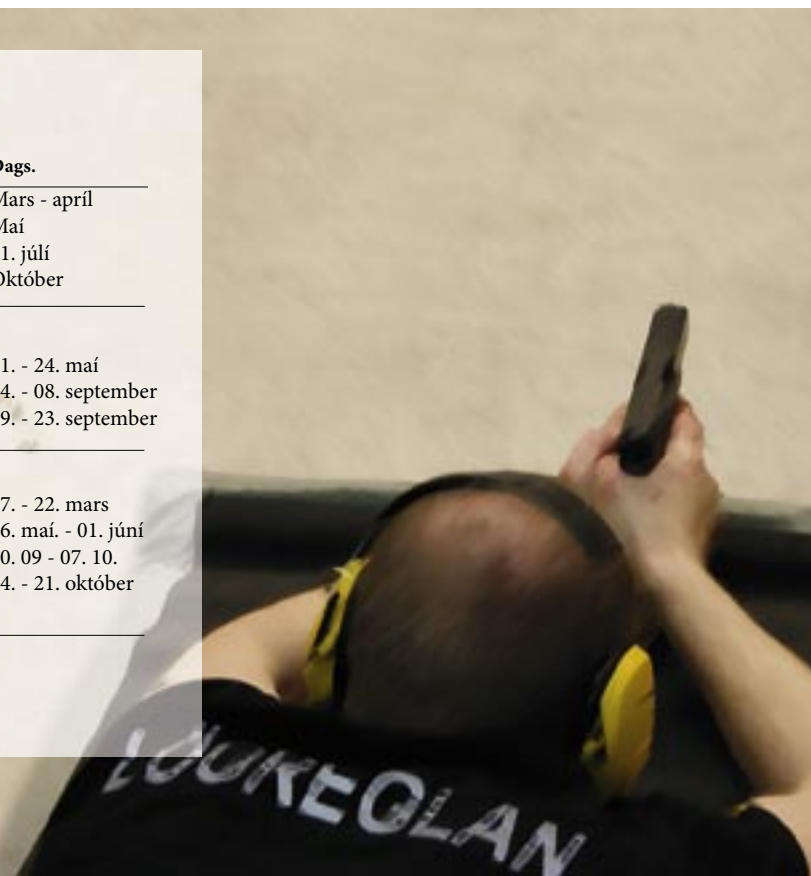 Dags.
Mars - apríl
Maí
1. júlí
Október
1. - 24. maí
4. - 08. september
9. - 23. september
7. - 22. mars
6. maí. - 01. júní
0. 09 - 07. 10.
4. - 21. október
LÖGREGLAN